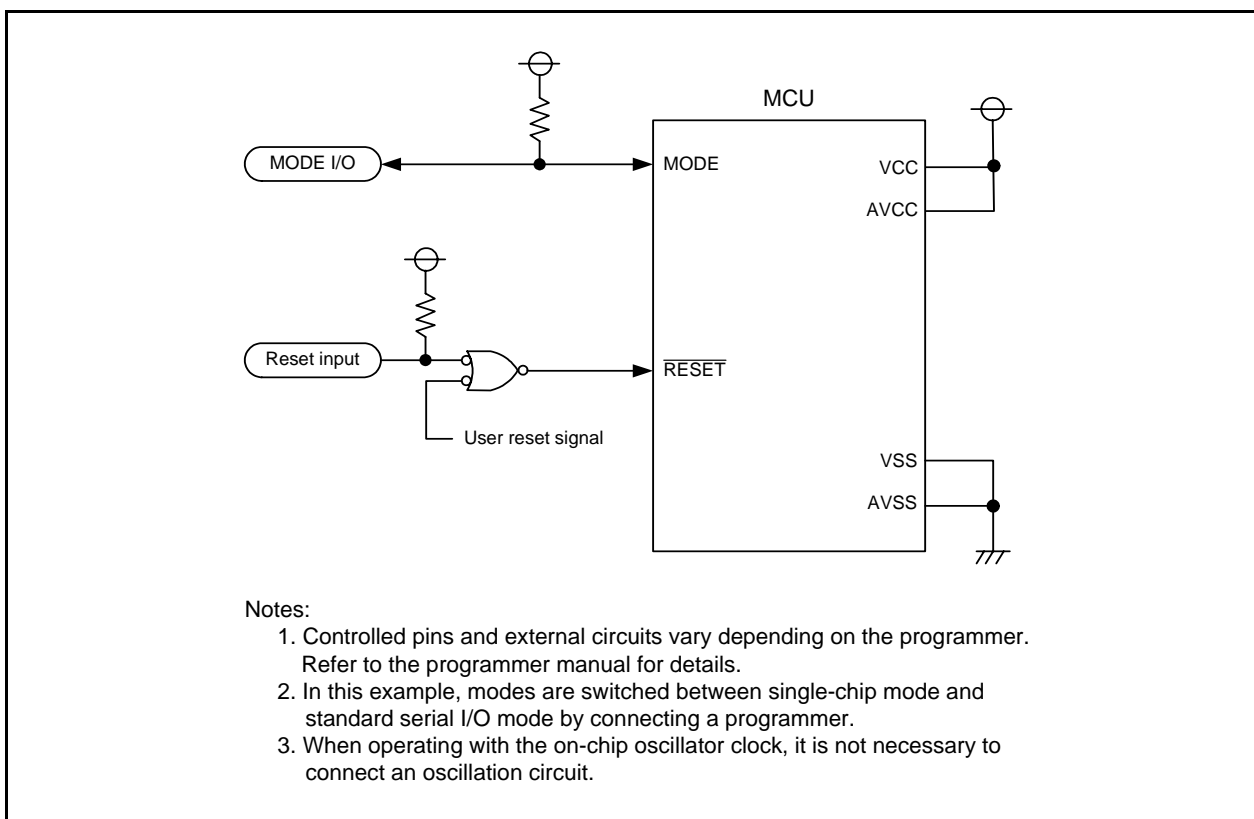 MCU
MODE I/O
MODE
VCC
AVCC
Reset input
RESET
User reset signal
VSS
AVSS
Notes:
1. Controlled pins and external circuits vary depending on the programmer.
Refer to the programmer manual for details.
2. In this example, modes are switched between single-chip mode and
standard serial I/O mode by connecting a programmer.
3. When operating with the on-chip oscillator clock, it is not necessary to
connect an oscillation circuit.